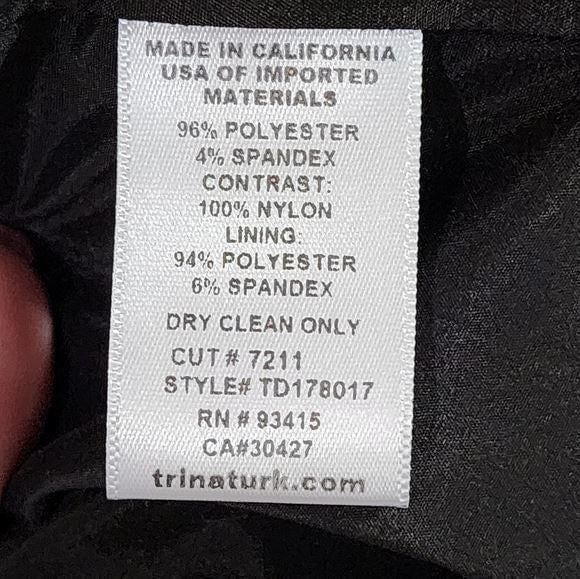 MADE IN CALIFORNIA
USA OF IMPORTED
MATERIALS
96% POLYESTER
4% SPANDEX
CONTRAST:
100% NYLON
LINING:
94% POLYESTER
6% SPANDEX
DRY CLEAN ONLY
CUT # 7211
STYLE# TD178017
RN # 93415
CA#30427
trinaturk.com